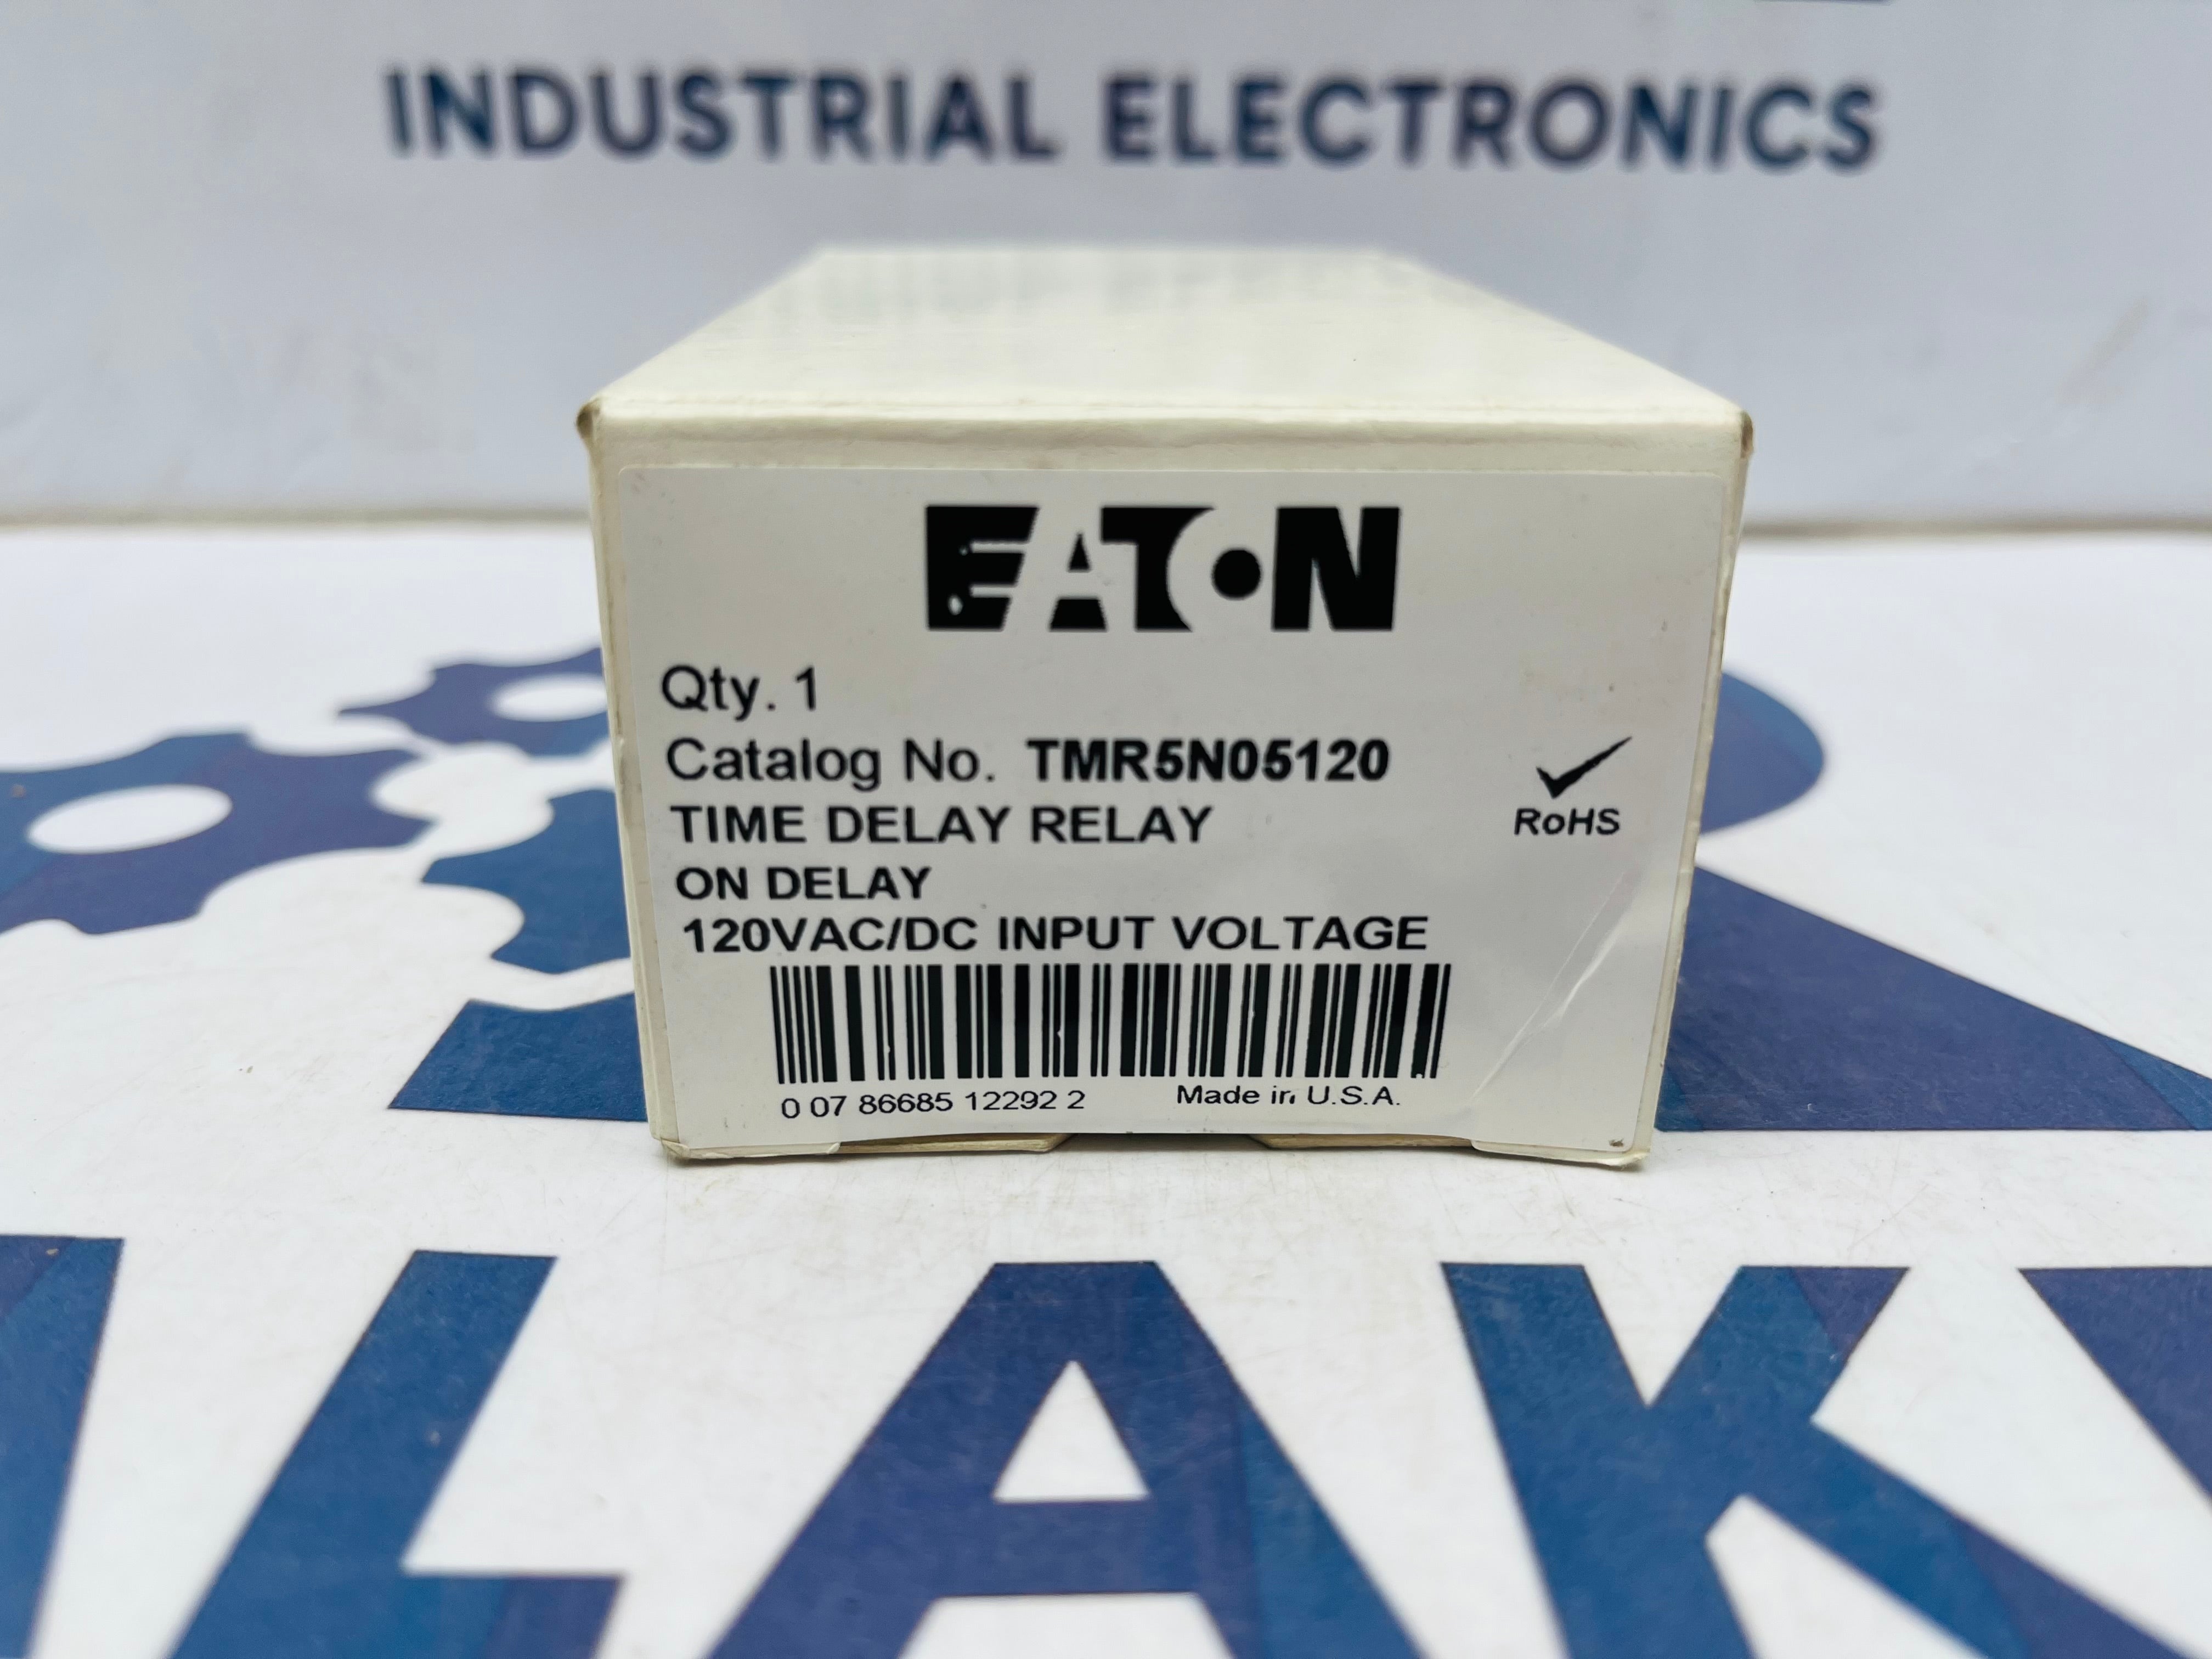 INDUSTRIAL ELECTRONICS
EATON
Qty. 1
Catalog No. TMR5N05120
TIME DELAY RELAY
RoHS
ON DELAY
120VAC/DC INPUT VOLTAGE
0 07 86685 12292 2 Made in U.S.A.
LAK